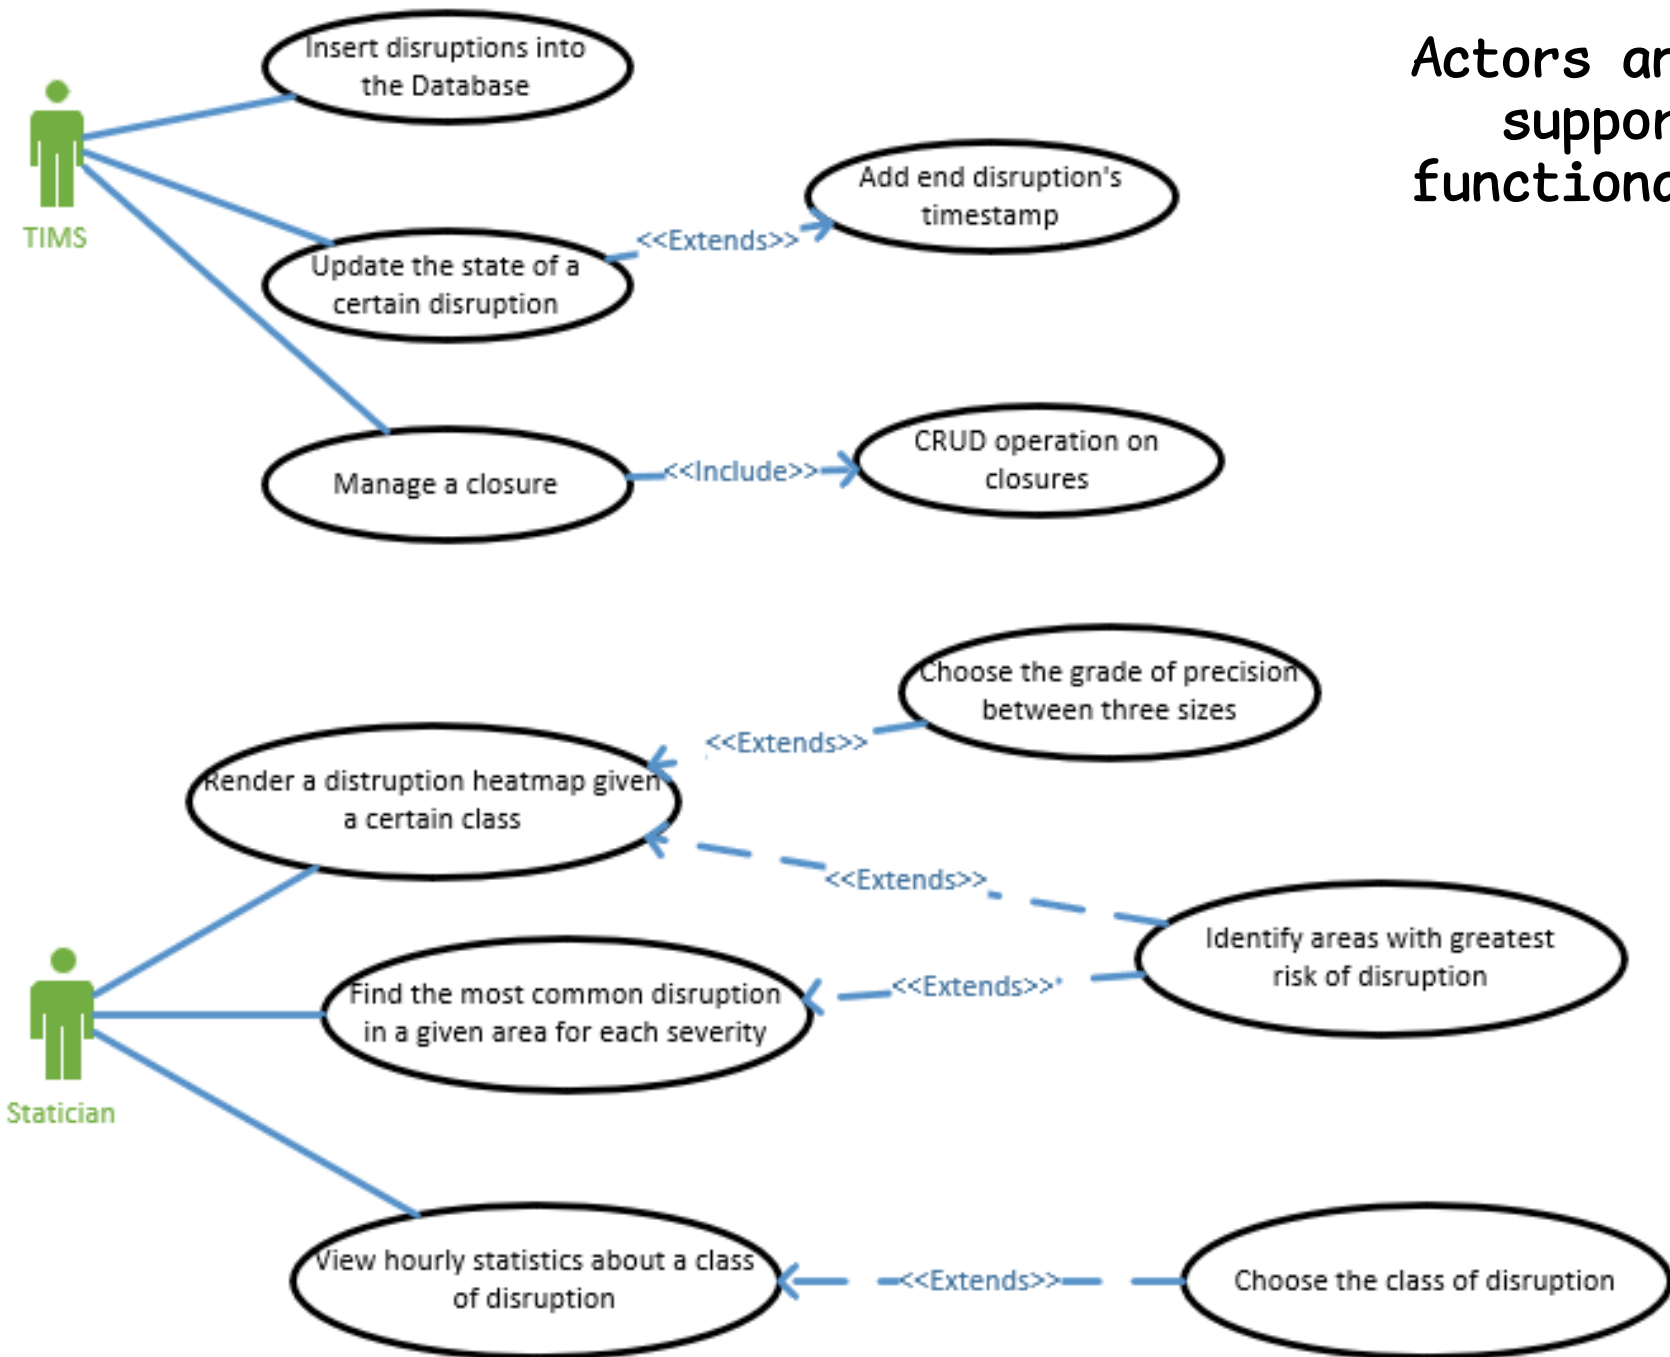 Insert disruptions into
the Database
Actors
suppor
TIMS
Add end disruption's
timestamp
<<Extends>>
Update the state of a
certain disruption
Manage a closure
<<Include>>
CRUD operation on
closures
Choose the grade of precision
between three sizes
<<Extends>>
Render a distruption heatmap given
a certain class
<<Extends>>
Identify areas with greatest
risk of disruption
<<Extends>>
Find the most common disruption
in a given area for each severity
Statician
View hourly statistics about a class
of disruption
<<Extends>>
Choose the class of disruption